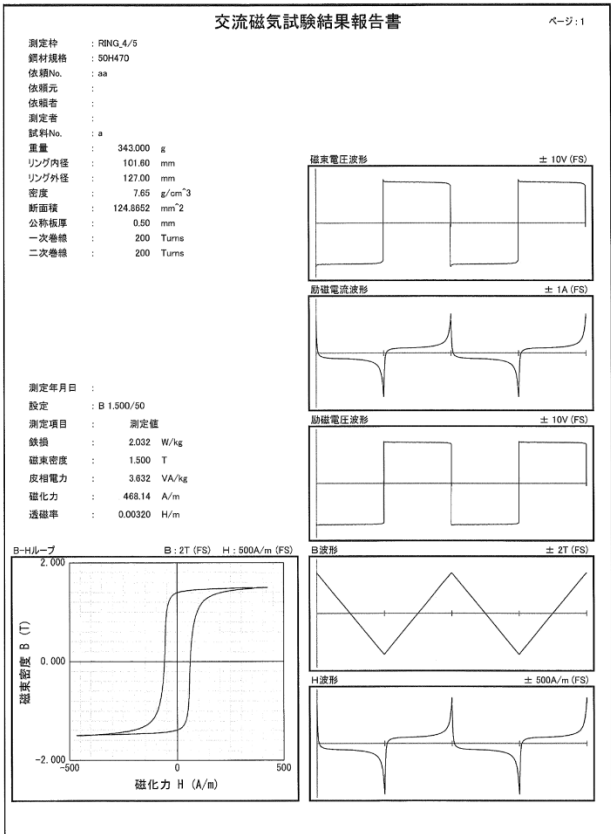 交流磁気試験結果報告書
ページ:1
測定枠 : RING_4/5
鋼材規格 : 50H470
依頼No. : aa
依頼元 :
依頼者 :
測定者 :
試料No. : a
重量 : 343.000 g
リング内径 : 101.60 mm
リング外径 : 127.00 mm
密度 : 7.65 g/cm^3
断面積 : 124.8652 mm^2
公称板厚 : 0.50 mm
一次巻線 : 200 Turns
二次巻線 : 200 Turns
測定年月日 :
設定 : B 1.500/50
測定項目 : 測定値
鉄損 : 2.032 W/kg
磁束密度 : 1.500 T
皮相電力 : 3.632 VA/kg
磁化力 : 468.14 A/m
透磁率 : 0.00320 H/m
磁束電圧波形 ± 10V (FS)
励磁電流波形 ± 1A (FS)
励磁電圧波形 ± 10V (FS)
B波形 ± 2T (FS)
H波形 ± 500A/m (FS)
B-Hループ B : 2T (FS) H : 500A/m (FS)
2.000
磁束密度 B (T)
0.000
-2.000
-500 0 500
磁化力 H (A/m)